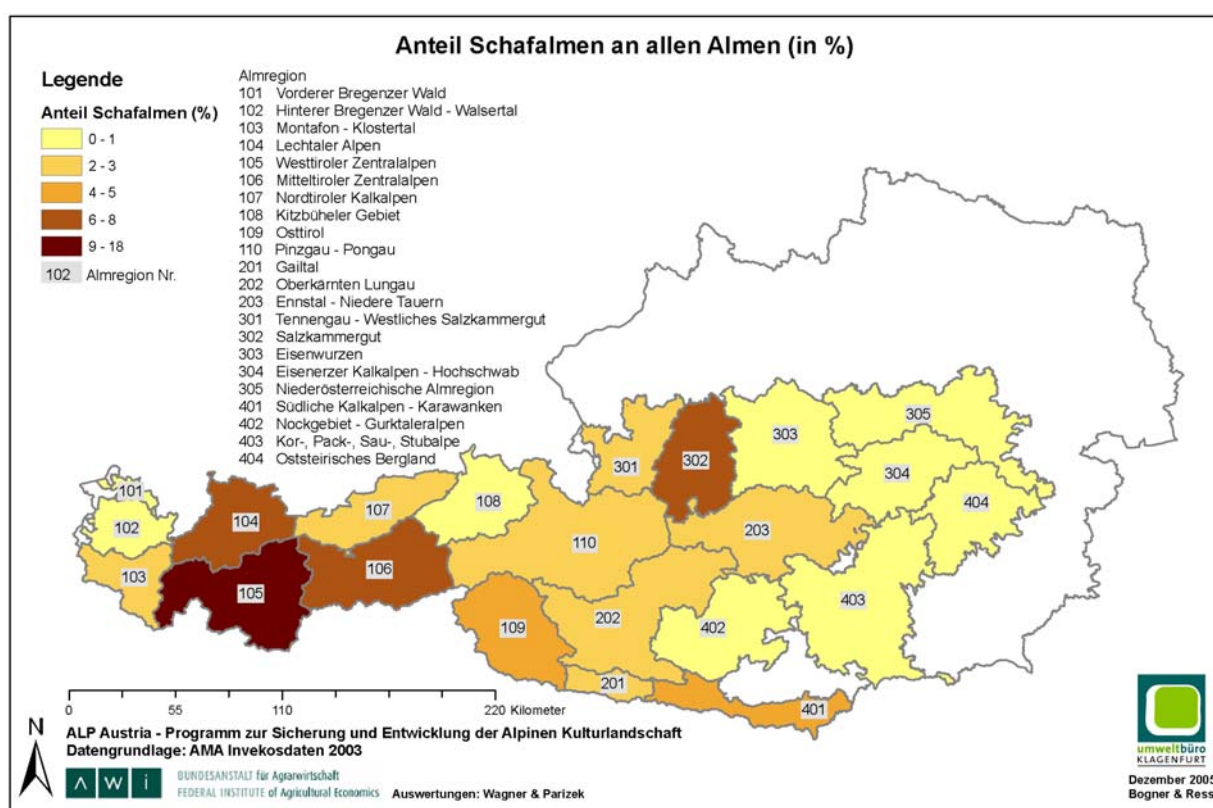 Anteil Schafalmen an allen Almen (in %)
Legende
Anteil Schafalmen (%)
0 - 1
2 - 3
4 - 5
6 - 8
9 - 18
102 Almregion Nr.
Almregion
101 Vorderer Bregenzer Wald
102 Hinterer Bregenzer Wald - Walsertal
103 Montafon - Klostertal
104 Lechtaler Alpen
105 Westtiroler Zentralalpen
106 Mitteltiroler Zentralalpen
107 Nordtiroler Kalkalpen
108 Kitzbüheler Gebiet
109 Osttirol
110 Pinzgau - Pongau
201 Gailtal
202 Oberkärnten Lungau
203 Ennstal - Niedere Tauern
301 Tennengau - Westliches Salzkammergut
302 Salzkammergut
303 Eisenwurzen
304 Eisenerzer Kalkalpen - Hochschwab
305 Niederösterreichische Almregion
401 Südliche Kalkalpen - Karawanken
402 Nockgebiet - Gurktaleralpen
403 Kor-, Pack-, Sau-, Stubalpe
404 Oststeirisches Bergland
305
303
302
301
304
404
101
102
104
107
108
110
203
103
105
106
109
202
402
403
201
401
0 55 110 220 Kilometer
N
ALP Austria - Programm zur Sicherung und Entwicklung der Alpinen Kulturlandschaft
Datengrundlage: AMA Invekosdaten 2003
A W i
BUNDESANSTALT für Agrarwirtschaft
FEDERAL INSTITUTE of Agricultural Economics
Auswertungen: Wagner & Parizek
umweltbüro
KLAGENFURT
Dezember 2005
Bogner & Ress